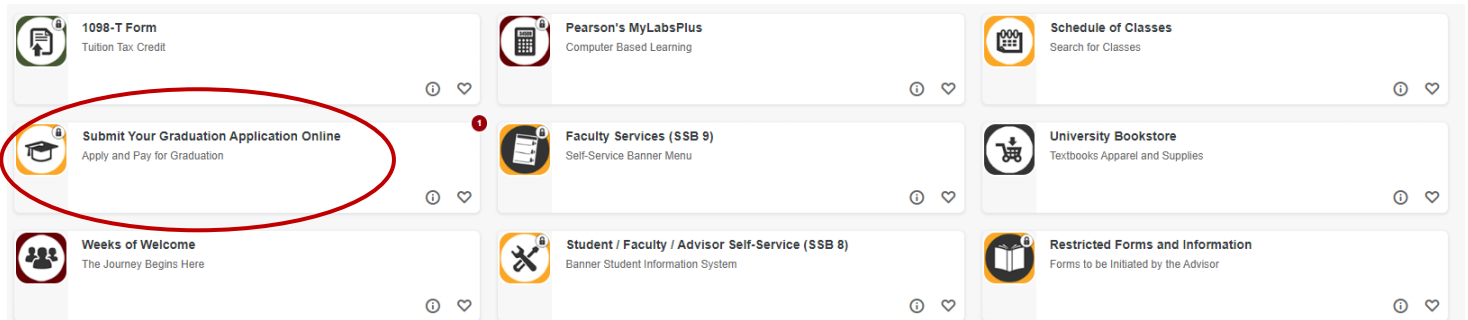 1098-T Form
Tuition Tax Credit
Pearson's MyLabsPlus
Computer Based Learning
Schedule of Classes
Search for Classes
Submit Your Graduation Application Online
Apply and Pay for Graduation
1
Faculty Services (SSB 9)
Self-Service Banner Menu
University Bookstore
Textbooks Apparel and Supplies
Weeks of Welcome
The Journey Begins Here
Student / Faculty / Advisor Self-Service (SSB 8)
Banner Student Information System
Restricted Forms and Information
Forms to be Initiated by the Advisor